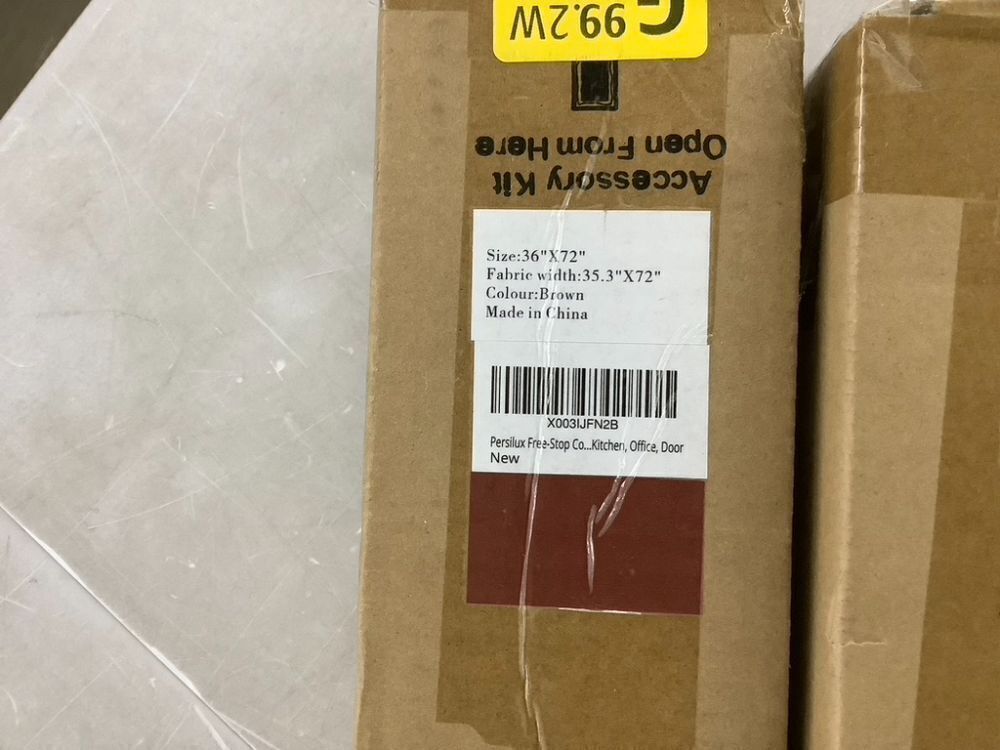 G 99.2W
Accessory Kit
Open From Here
Size:36"X72"
Fabric width:35.3"X72"
Colour:Brown
Made in China
X003IJFN2B
Persilux Free-Stop Co...Kitchen, Office, Door
New